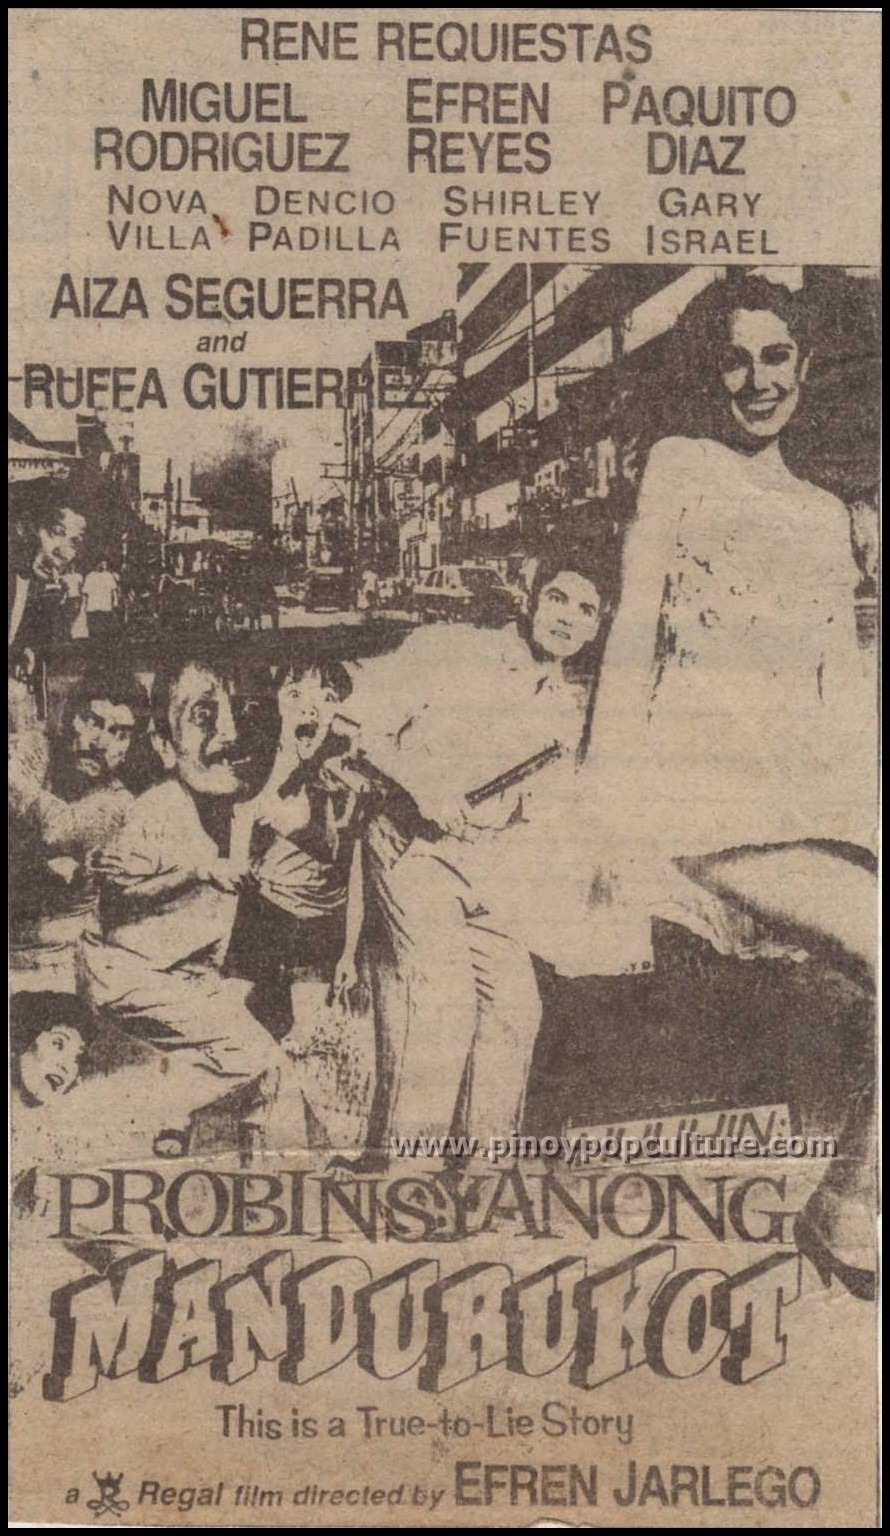 RENE REQUIESTAS
MIGUEL EFREN PAQUITO
RODRIGUEZ REYES DIAZ
NOVA DENCIO SHIRLEY GARY
VILLA PADILLA FUENTES ISRAEL
AIZA SEGUERRA
and
RUFFA GUTIERREZ
www.pinoypopculture.com
PROBINSYANONG
MANDURUKOT
This is a True-to-Lie Story
a Regal film directed by EFREN JARLEGO